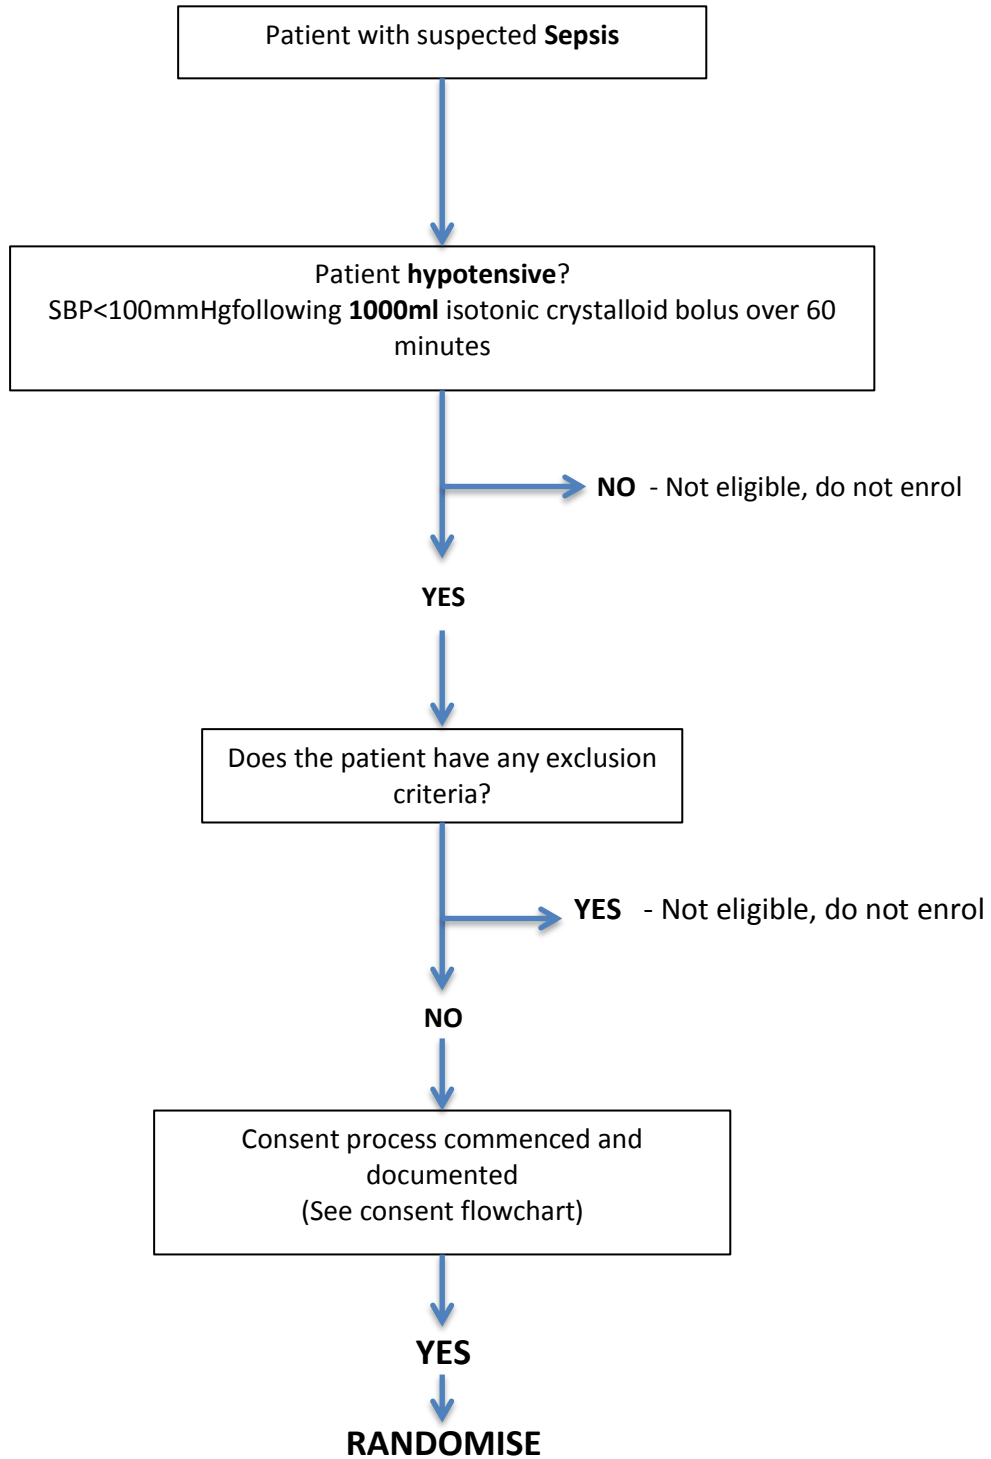 Patient with suspected Sepsis
Patient hypotensive?
SBP<100mmHgfollowing 1000ml isotonic crystalloid bolus over 60
minutes
NO - Not eligible, do not enrol
YES
Does the patient have any exclusion
criteria?
YES - Not eligible, do not enrol
NO
Consent process commenced and
documented
(See consent flowchart)
YES
RANDOMISE